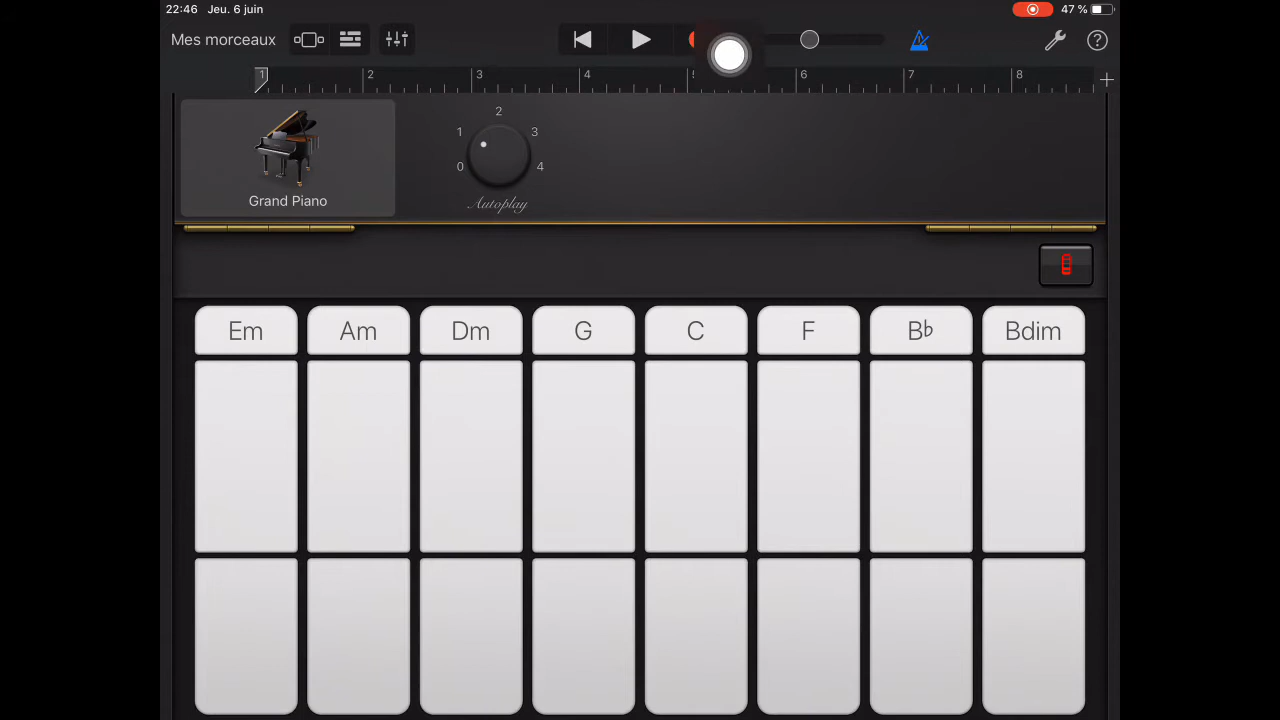 22:46 Jeu. 6 juin 47 %
Mes morceaux
1 2 3 4 5 6 7 8
Grand Piano
0 1 2 3 4
Autoplay
Em Am Dm G C F B♭ Bdim